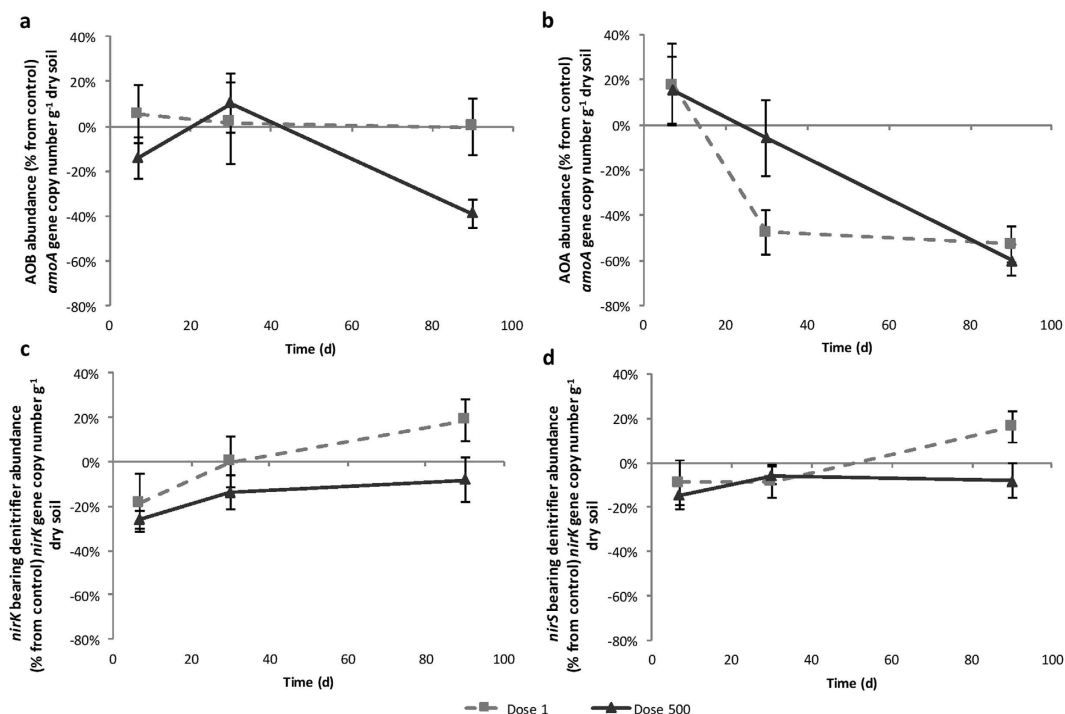 a
40%
20%
0%
-20%
-40%
-60%
-80%
0 20 40 60 80 100
Time (d)
AOB abundance (% from control)
amoA gene copy number g⁻¹ dry soil
b
40%
20%
0%
-20%
-40%
-60%
-80%
0 20 40 60 80 100
Time (d)
AOA abundance (% from control)
amoA gene copy number g⁻¹ dry soil
c
40%
20%
0%
-20%
-40%
-60%
-80%
0 20 40 60 80 100
Time (d)
nirK bearing denitrifier abundance
(% from control) nirK gene copy number g⁻¹
dry soil
d
40%
20%
0%
-20%
-40%
-60%
-80%
0 20 40 60 80 100
Time (d)
nirS bearing denitrifier abundance
(% from control) nirK gene copy number g⁻¹
dry soil
Dose 1 Dose 500